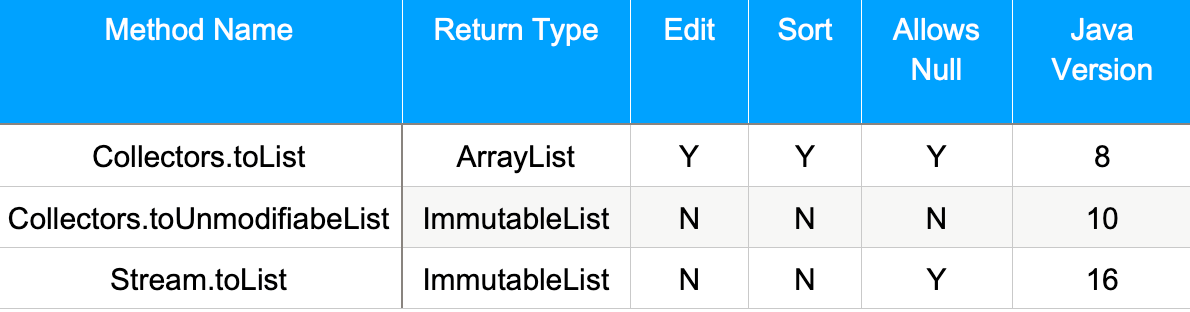 Method Name Return Type Edit Sort Allows Null Java Version
Collectors.toList ArrayList Y Y Y 8
Collectors.toUnmodifiabeList ImmutableList N N N 10
Stream.toList ImmutableList N N Y 16